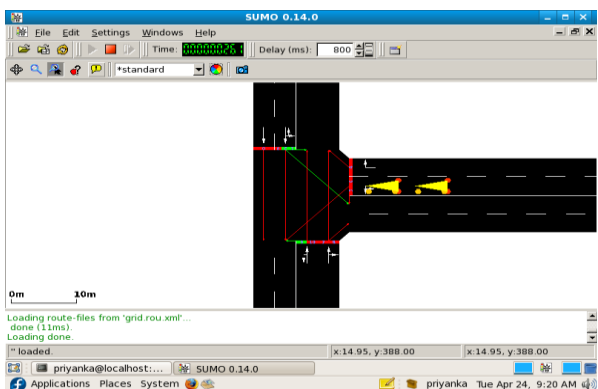 SUMO 0.14.0
File Edit Settings Windows Help
Time: 00000000261 Delay (ms): 800
*standard
0m 10m
Loading route-files from 'grid.rou.xml'...
done (11ms).
Loading done.
'' loaded. x:14.95, y:388.00 x:14.95, y:388.00
priyanka@localhost:... SUMO 0.14.0
Applications Places System priyanka Tue Apr 24, 9:20 AM